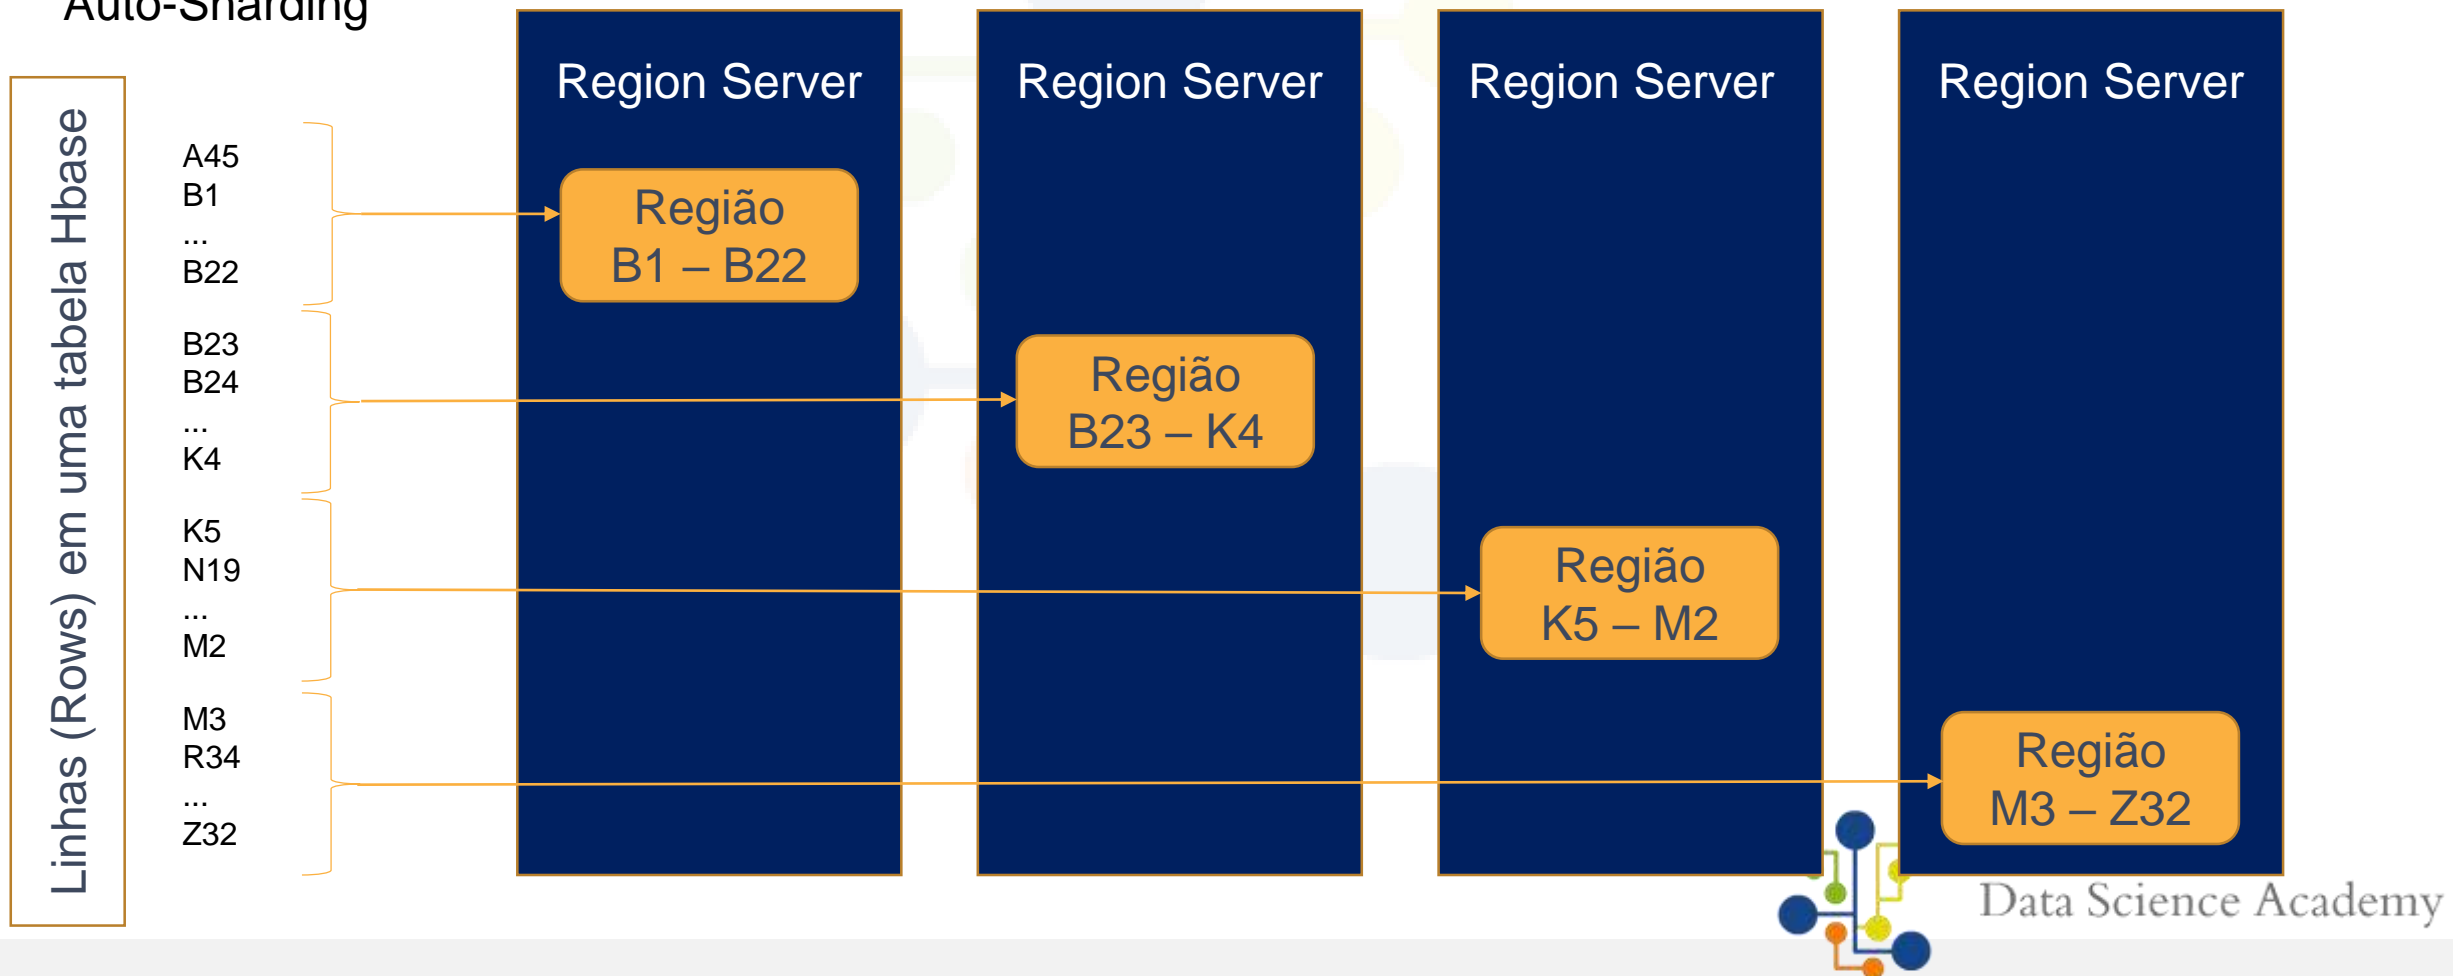 Auto-Sharding
Linhas (Rows) em uma tabela Hbase
A45
B1
...
B22
B23
B24
...
K4
K5
N19
...
M2
M3
R34
...
Z32
Region Server
Região
B1 – B22
Region Server
Região
B23 – K4
Region Server
Região
K5 – M2
Region Server
Região
M3 – Z32
Data Science Academy